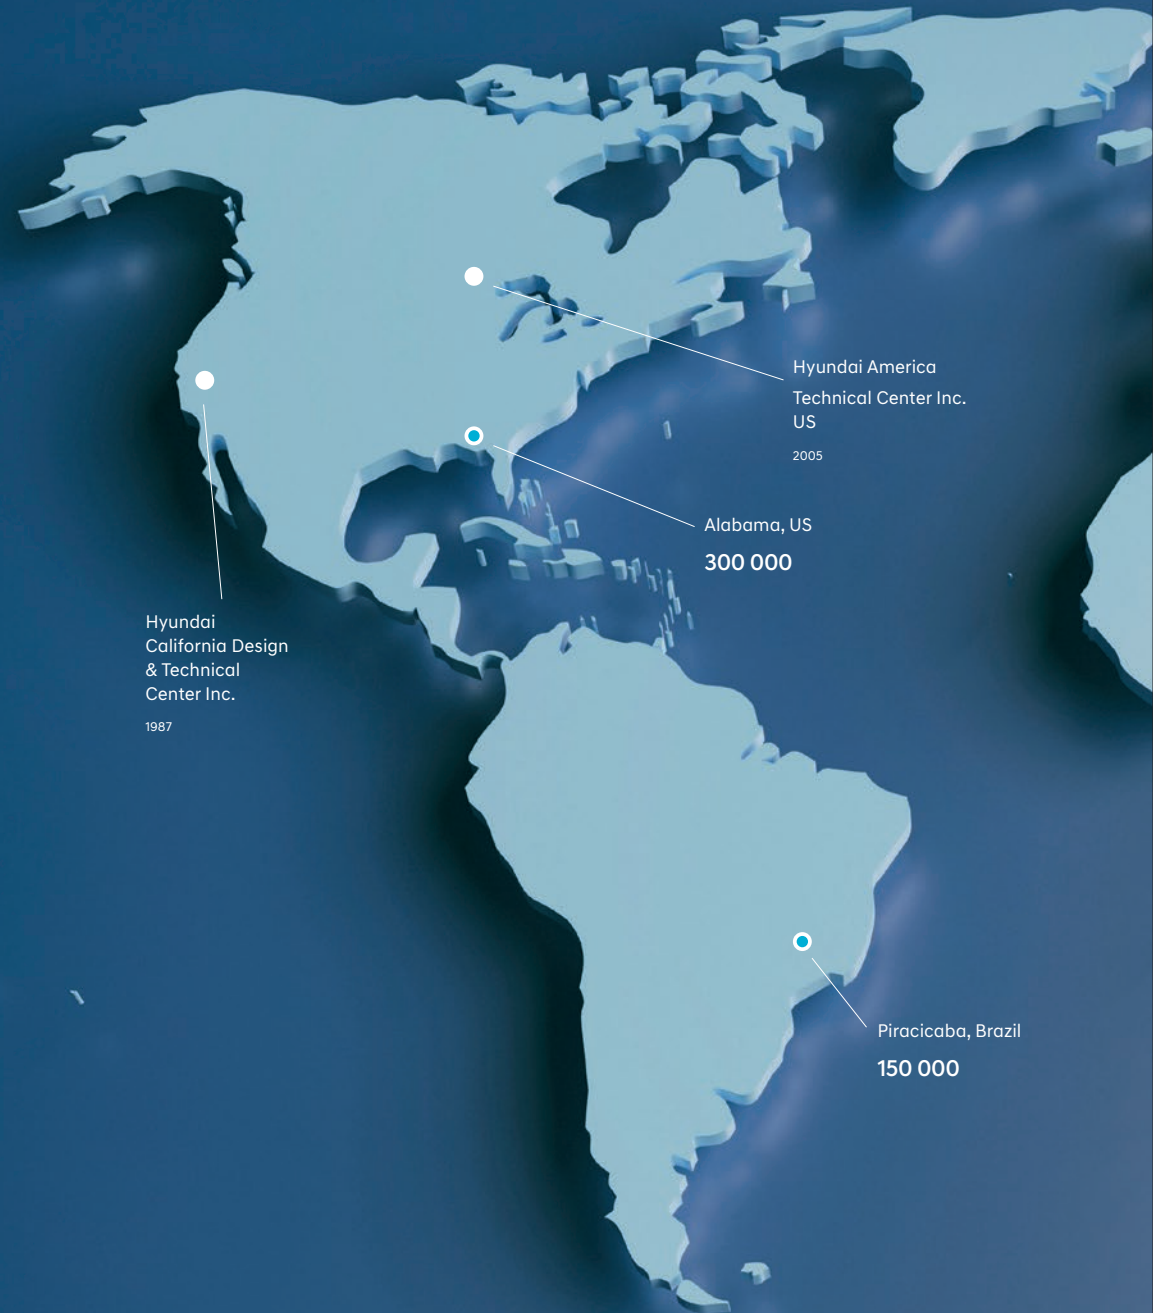 Hyundai America
Technical Center Inc.
US
2005
Alabama, US
300 000
Hyundai
California Design
& Technical
Center Inc.
1987
Piracicaba, Brazil
150 000